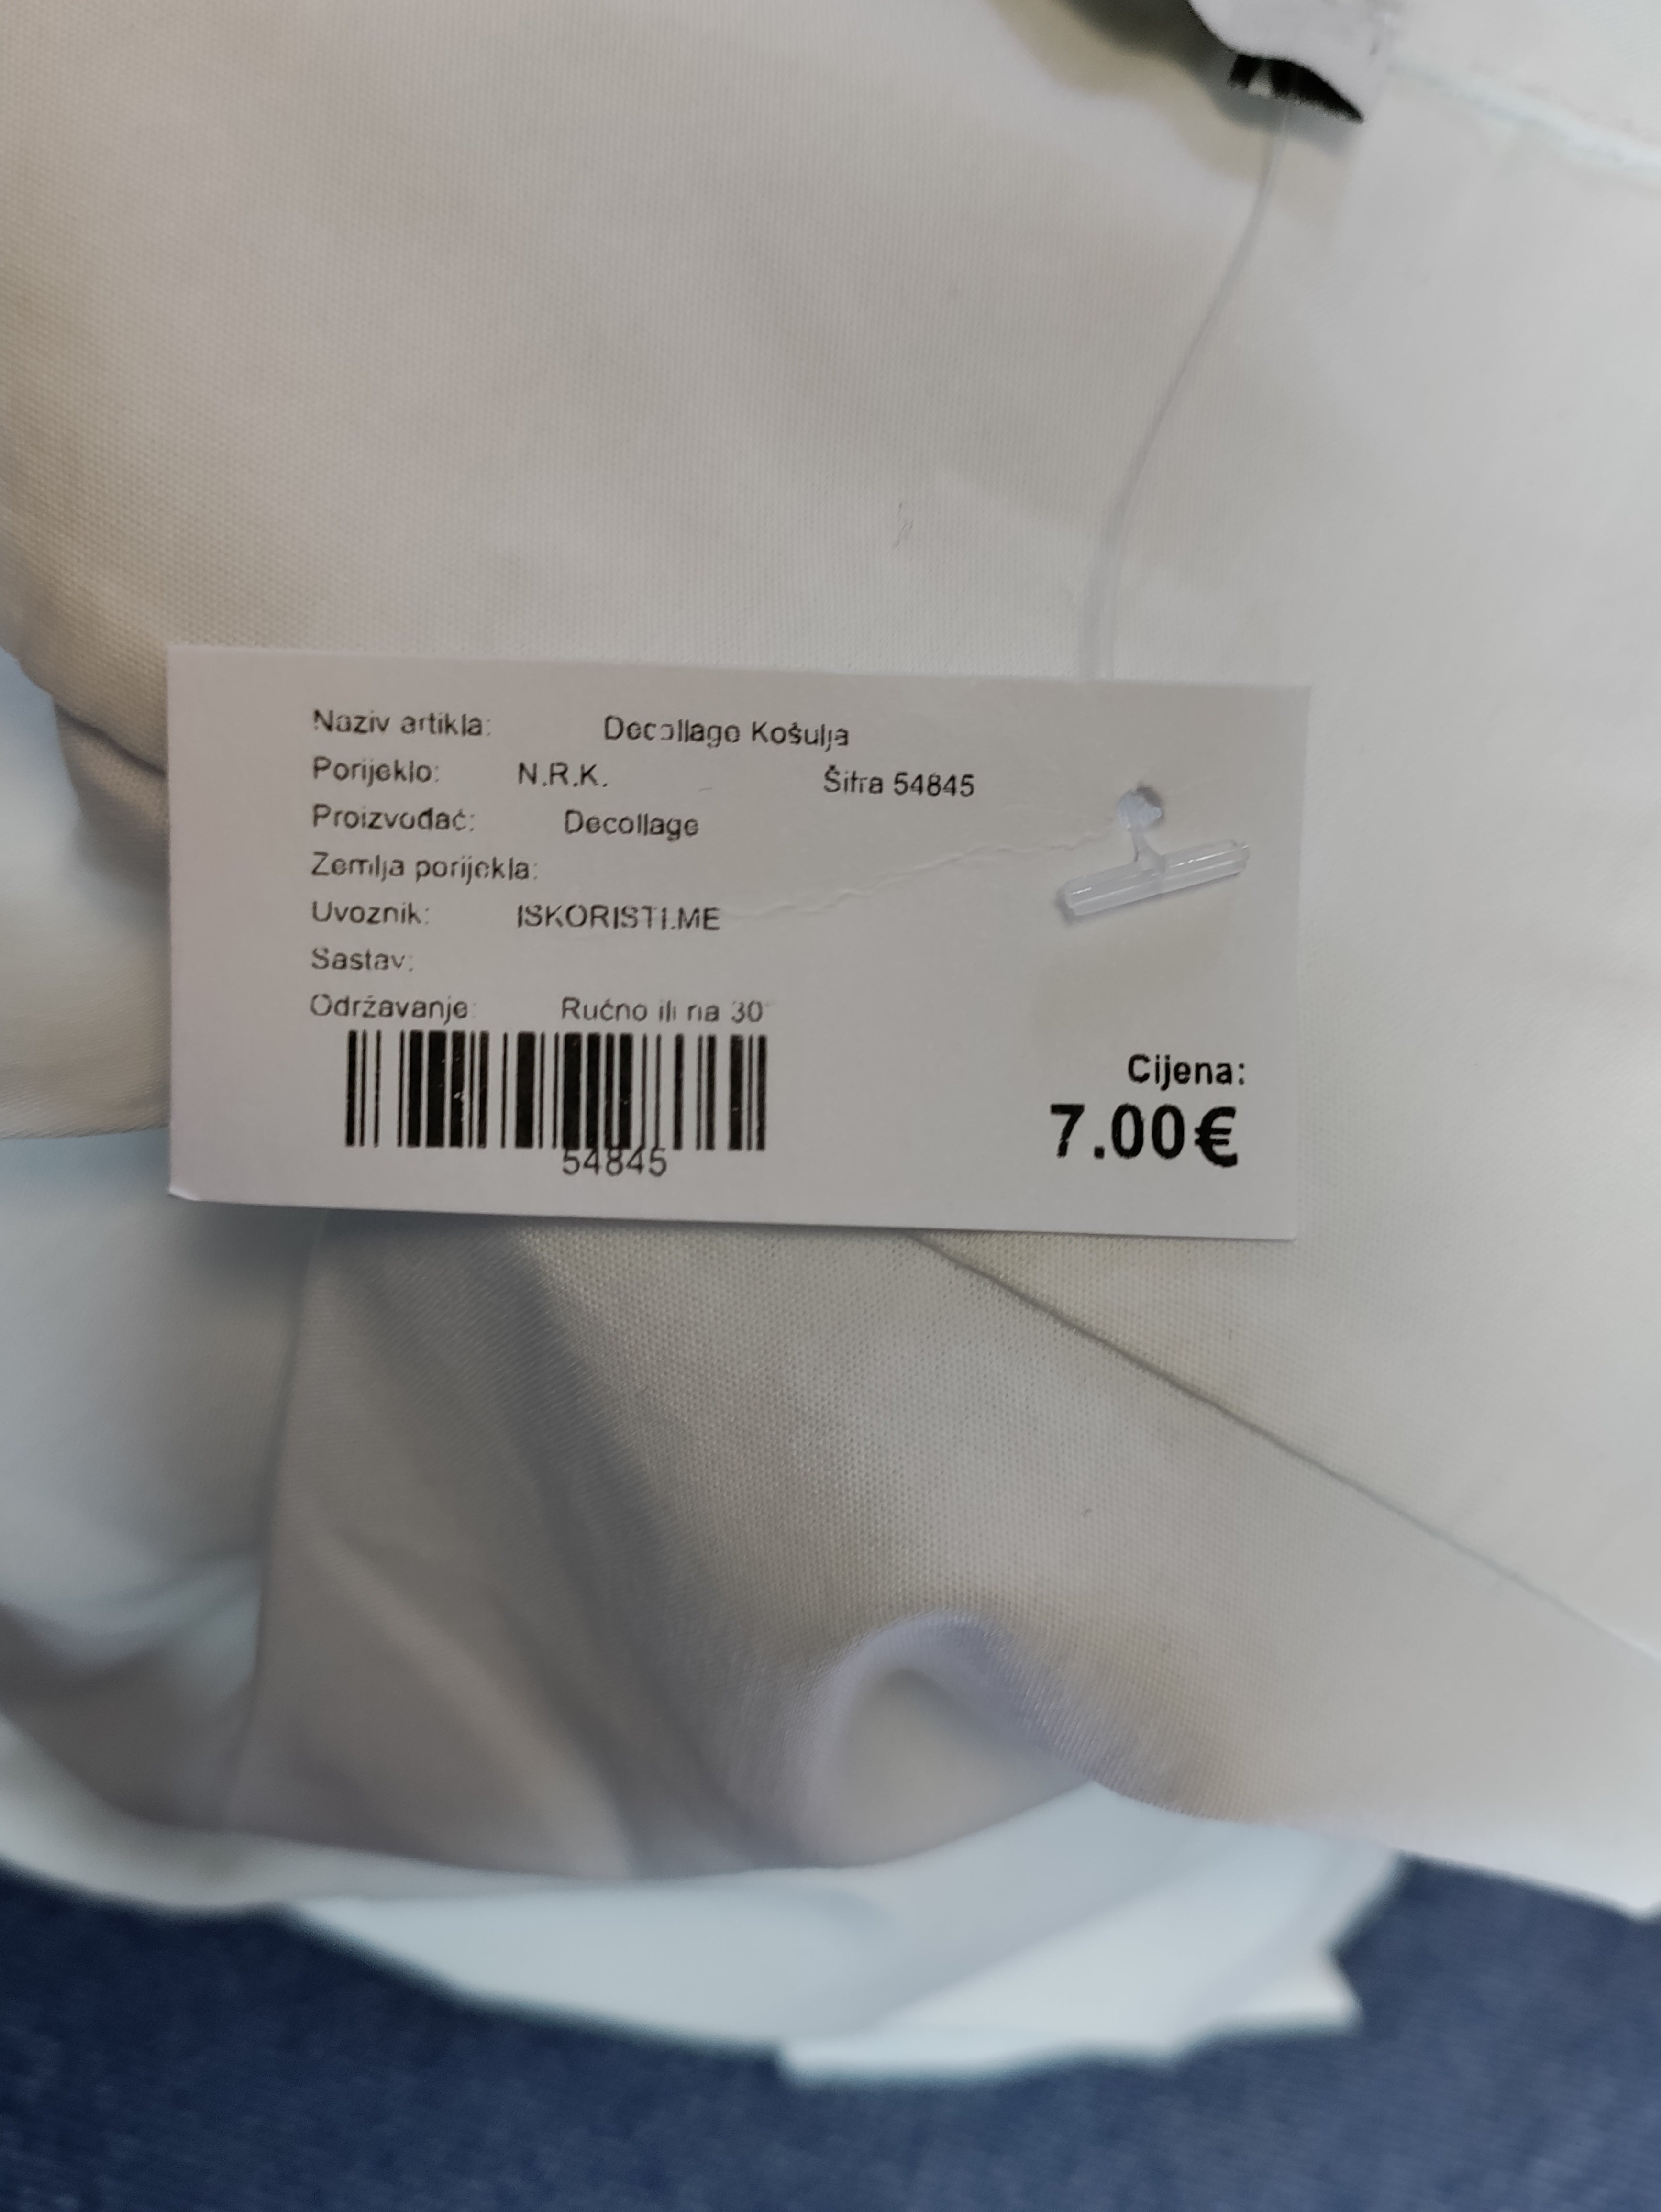 Naziv artikla: Decollage Košulja
Porijeklo: N.R.K. Šifra 54845
Proizvođač: Decollage
Zemlja porijekla:
Uvoznik: ISKORISTI.ME
Sastav:
Održavanje: Ručno ili na 30°
54845
Cijena:
7.00€